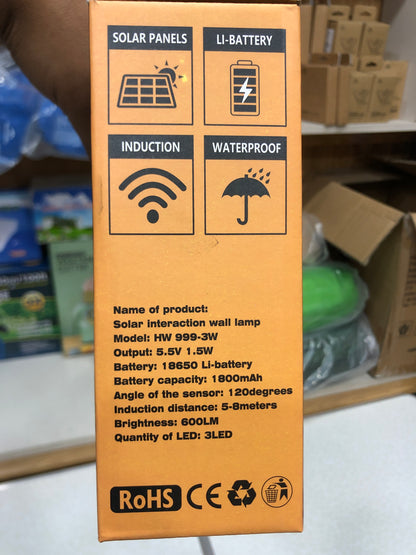 SOLAR PANELS
LI-BATTERY
INDUCTION
WATERPROOF
Name of product:
Solar interaction wall lamp
Model: HW 999-3W
Output: 5.5V 1.5W
Battery: 18650 Li-battery
Battery capacity: 1800mAh
Angle of the sensor: 120degrees
Induction distance: 5-8meters
Brightness: 600LM
Quantity of LED: 3LED
RoHS CE